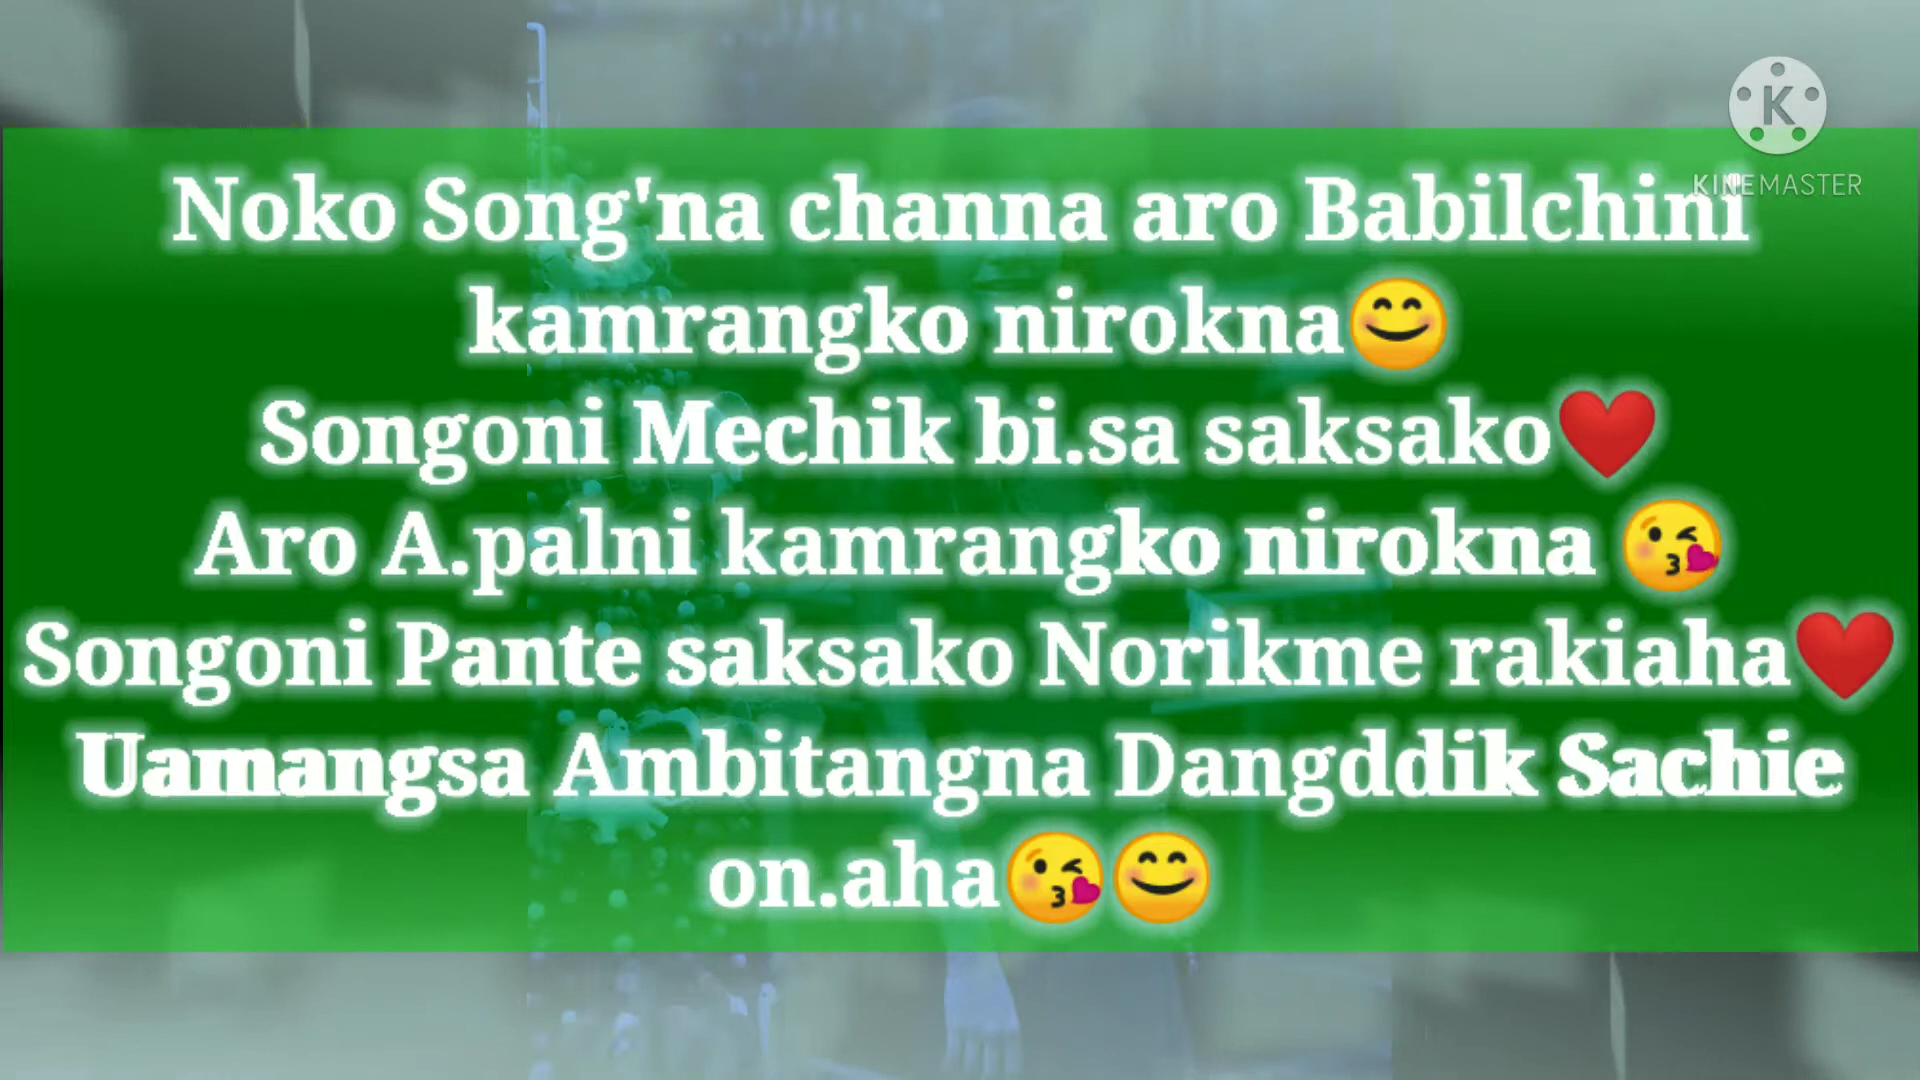 KINEMASTER
Noko Song'na channa aro Babilchini
kamrangko nirokna😊
Songoni Mechik bi.sa saksako❤️
Aro A.palni kamrangko nirokna 😘
Songoni Pante saksako Norikme rakiaha❤️
Uamangsa Ambitangna Dangddik Sachie
on.aha😘😊